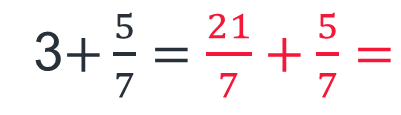 3 + 5/7 = 21/7 + 5/7 =